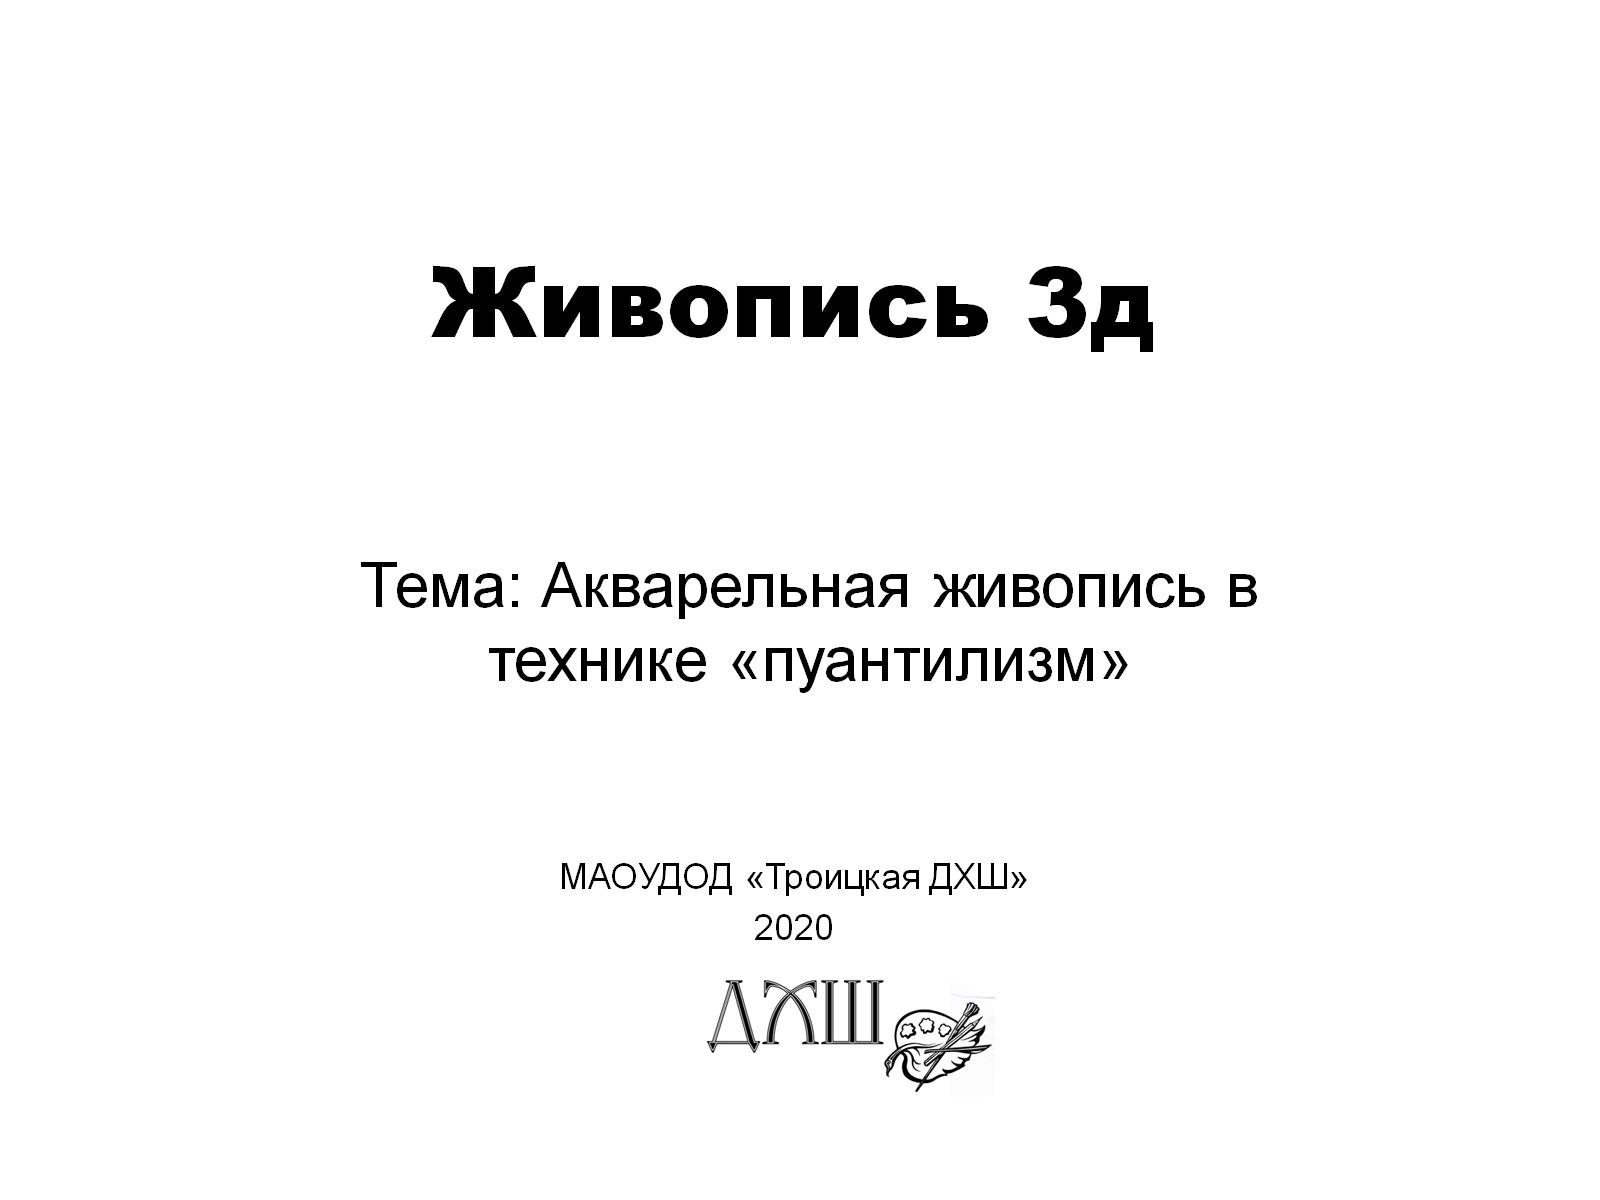 Живопись 3д
Тема: Акварельная живопись в
технике «пуантилизм»
МАОУДОД «Троицкая ДХШ»
2020
ДХШ